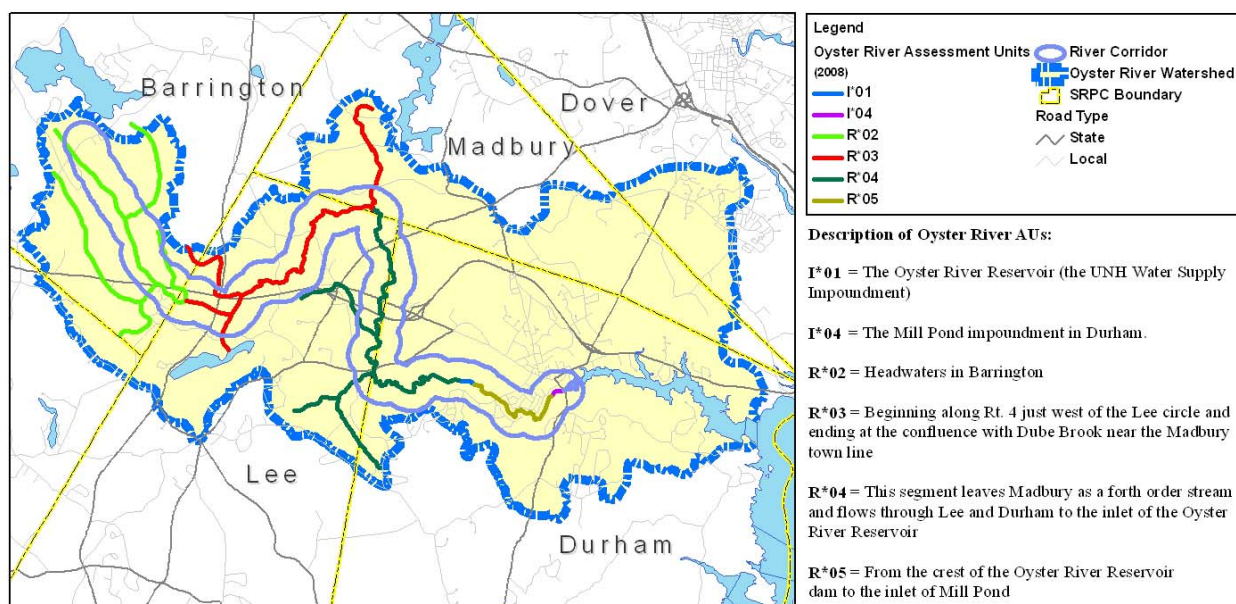 Barrington
Dover
Madbury
Lee
Durham
Legend
Oyster River Assessment Units
(2008)
I*01
I*04
R*02
R*03
R*04
R*05
River Corridor
Oyster River Watershed
SRPC Boundary
Road Type
State
Local
Description of Oyster River AUs:
I*01 = The Oyster River Reservoir (the UNH Water Supply
Impoundment)
I*04 = The Mill Pond impoundment in Durham.
R*02 = Headwaters in Barrington
R*03 = Beginning along Rt. 4 just west of the Lee circle and
ending at the confluence with Dube Brook near the Madbury
town line
R*04 = This segment leaves Madbury as a forth order stream
and flows through Lee and Durham to the inlet of the Oyster
River Reservoir
R*05 = From the crest of the Oyster River Reservoir
dam to the inlet of Mill Pond